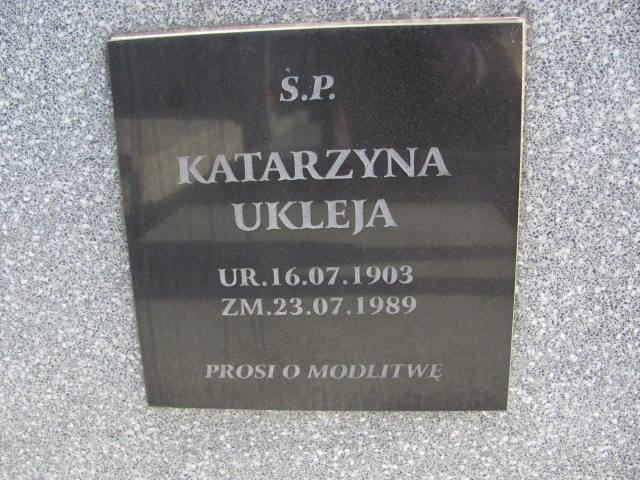 Ś.P.
KATARZYNA
UKLEJA
UR.16.07.1903
ZM.23.07.1989
PROSI O MODLITWĘ